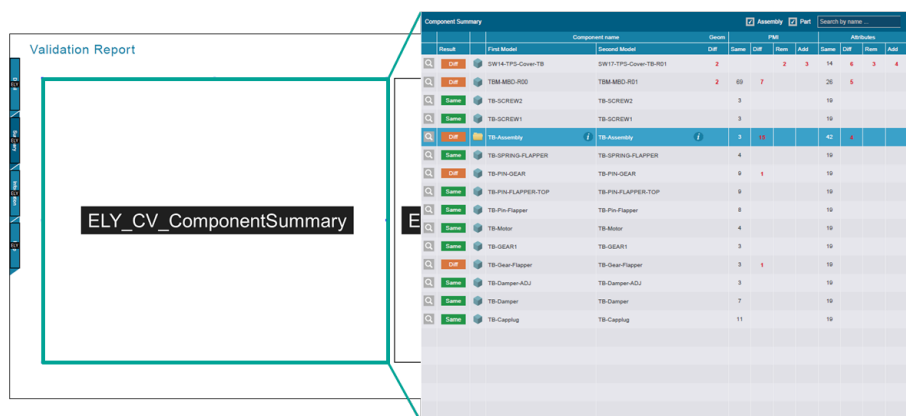 Component Summary Assembly Part Search by name ...
Component name Geom PMI Attributes
Result First Model Second Model Diff Same Diff Rem Add Same Diff Rem Add
Validation Report
Diff SW14-TPS-Cover-TB SW17-TPS-Cover-TB-R01 2 2 3 14 6 3 4
Diff TBM-MBD-R00 TBM-MBD-R01 2 69 7 26 5
Same TB-SCREW2 TB-SCREW2 3 19
Same TB-SCREW1 TB-SCREW1 3 19
Diff TB-Assembly i TB-Assembly i 3 42
Same TB-SPRING-FLAPPER TB-SPRING-FLAPPER 4 19
Diff TB-PIN-GEAR TB-PIN-GEAR 9 1 19
Same TB-PIN-FLAPPER-TOP TB-PIN-FLAPPER-TOP 9 19
Same TB-Pin-Flapper TB-Pin-Flapper 8 19
ELY_CV_ComponentSummary E
Same TB-Motor TB-Motor 4 19
Same TB-GEAR1 TB-GEAR1 3 19
Diff TB-Gear-Flapper TB-Gear-Flapper 3 1 19
Same TB-Damper-ADJ TB-Damper-ADJ 3 19
Same TB-Damper TB-Damper 7 19
Same TB-Capplug TB-Capplug 11 19